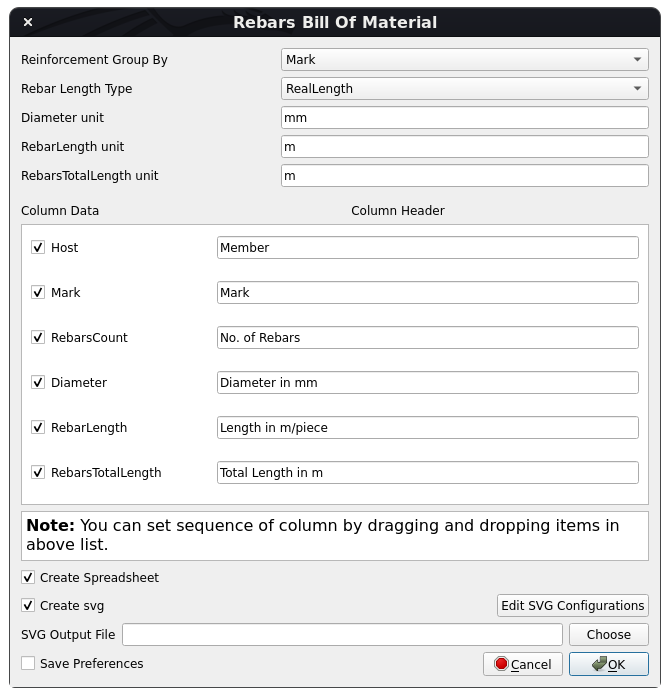 Rebars Bill Of Material
Reinforcement Group By Mark
Rebar Length Type RealLength
Diameter unit mm
RebarLength unit m
RebarsTotalLength unit m
Column Data Column Header
Host Member
Mark Mark
RebarsCount No. of Rebars
Diameter Diameter in mm
RebarLength Length in m/piece
RebarsTotalLength Total Length in m
Note: You can set sequence of column by dragging and dropping items in
above list.
Create Spreadsheet
Create svg Edit SVG Configurations
SVG Output File Choose
Save Preferences Cancel OK